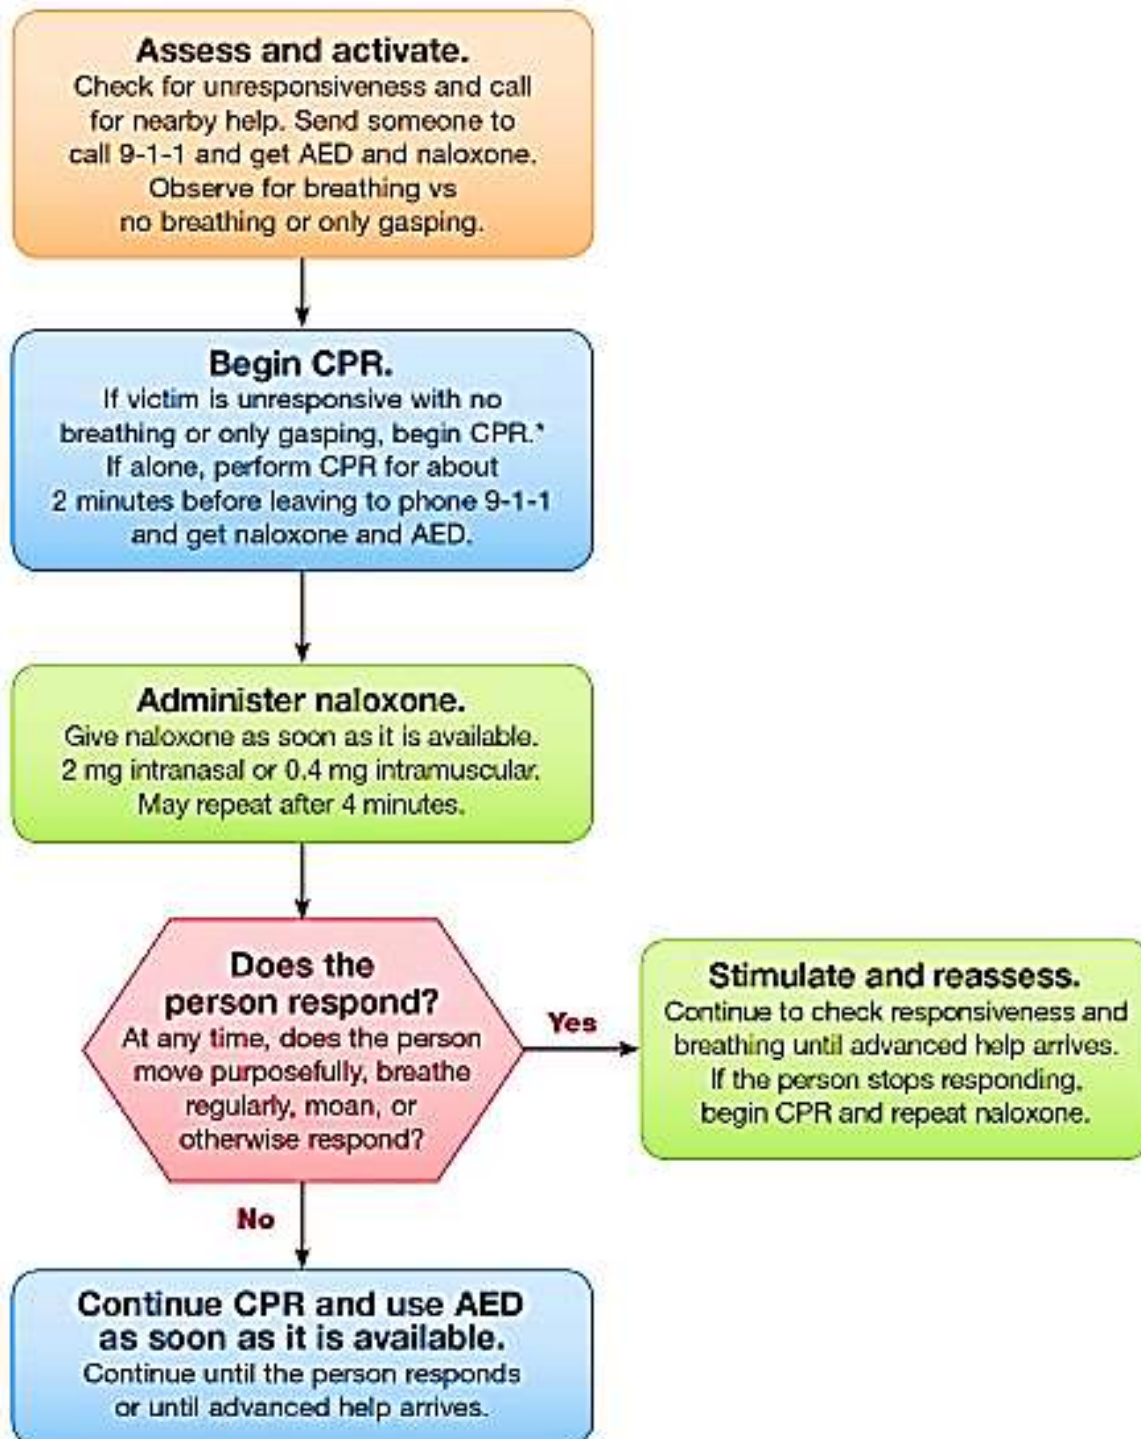 Assess and activate.
Check for unresponsiveness and call
for nearby help. Send someone to
call 9-1-1 and get AED and naloxone.
Observe for breathing vs
no breathing or only gasping.
Begin CPR.
If victim is unresponsive with no
breathing or only gasping, begin CPR.*
If alone, perform CPR for about
2 minutes before leaving to phone 9-1-1
and get naloxone and AED.
Administer naloxone.
Give naloxone as soon as it is available.
2 mg intranasal or 0.4 mg intramuscular.
May repeat after 4 minutes.
Does the
person respond?
At any time, does the person
move purposefully, breathe
regularly, moan, or
otherwise respond?
Yes
Stimulate and reassess.
Continue to check responsiveness and
breathing until advanced help arrives.
If the person stops responding,
begin CPR and repeat naloxone.
No
Continue CPR and use AED
as soon as it is available.
Continue until the person responds
or until advanced help arrives.